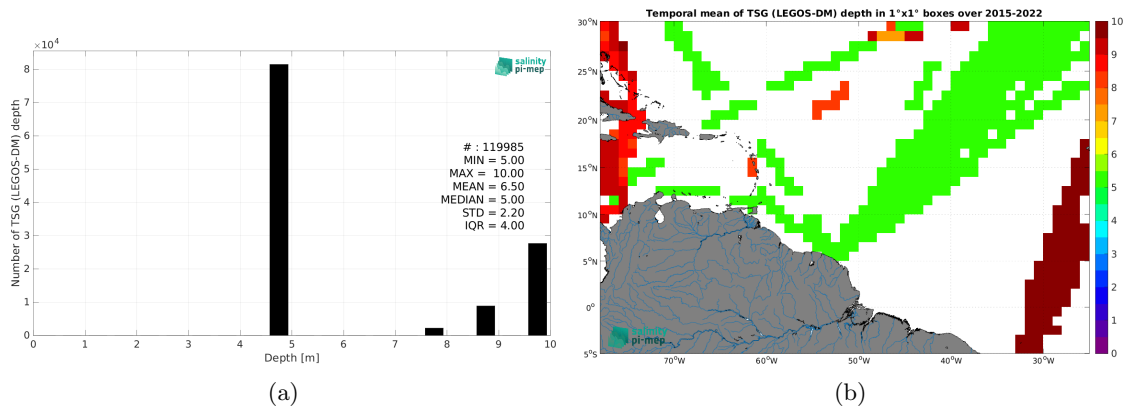 ×10⁴
8
7
6
5
4
3
2
1
0
Number of TSG (LEGOS-DM) depth
salinity
pi-mep
# : 119985
MIN = 5.00
MAX = 10.00
MEAN = 6.50
MEDIAN = 5.00
STD = 2.20
IQR = 4.00
0 1 2 3 4 5 6 7 8 9 10
Depth [m]
(a)
Temporal mean of TSG (LEGOS-DM) depth in 1°x1° boxes over 2015-2022
30°N
25°N
20°N
15°N
10°N
5°N
0°
5°S
70°W 60°W 50°W 40°W 30°W
salinity
pi-mep
10
9
8
7
6
5
4
3
2
1
0
(b)